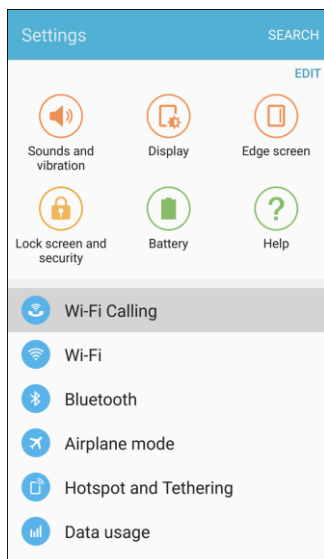 Settings
SEARCH
EDIT
Sounds and
vibration
Display
Edge screen
Lock screen and
security
Battery
Help
Wi-Fi Calling
Wi-Fi
Bluetooth
Airplane mode
Hotspot and Tethering
Data usage